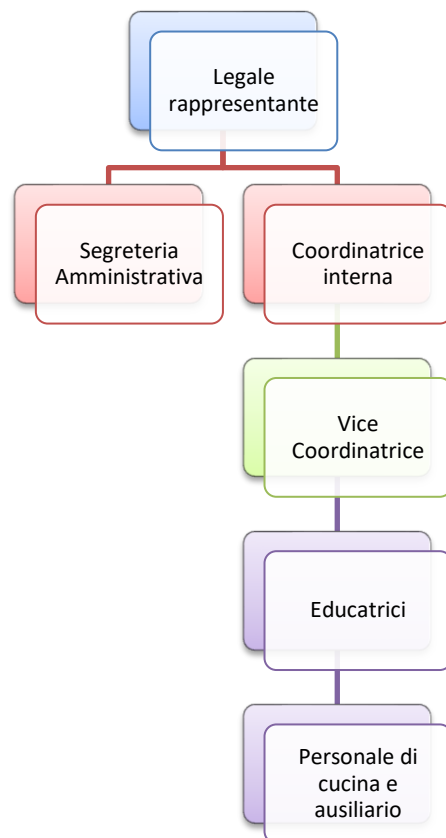 Legale
rappresentante
Segreteria
Amministrativa
Coordinatrice
interna
Vice
Coordinatrice
Educatrici
Personale di
cucina e
ausiliario